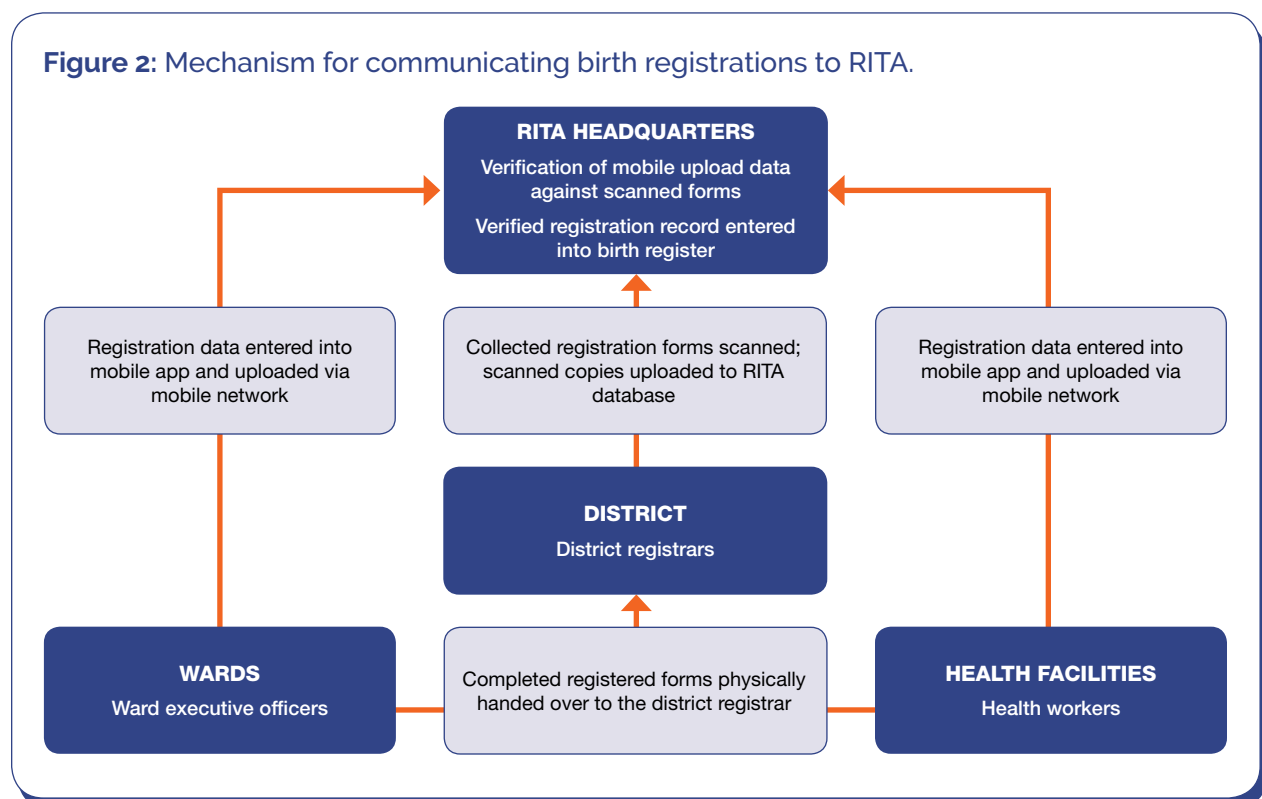 Figure 2: Mechanism for communicating birth registrations to RITA.
RITA HEADQUARTERS
Verification of mobile upload data
against scanned forms
Verified registration record entered
into birth register
Registration data entered into
mobile app and uploaded via
mobile network
Collected registration forms scanned;
scanned copies uploaded to RITA
database
Registration data entered into
mobile app and uploaded via
mobile network
DISTRICT
District registrars
WARDS
Ward executive officers
Completed registered forms physically
handed over to the district registrar
HEALTH FACILITIES
Health workers